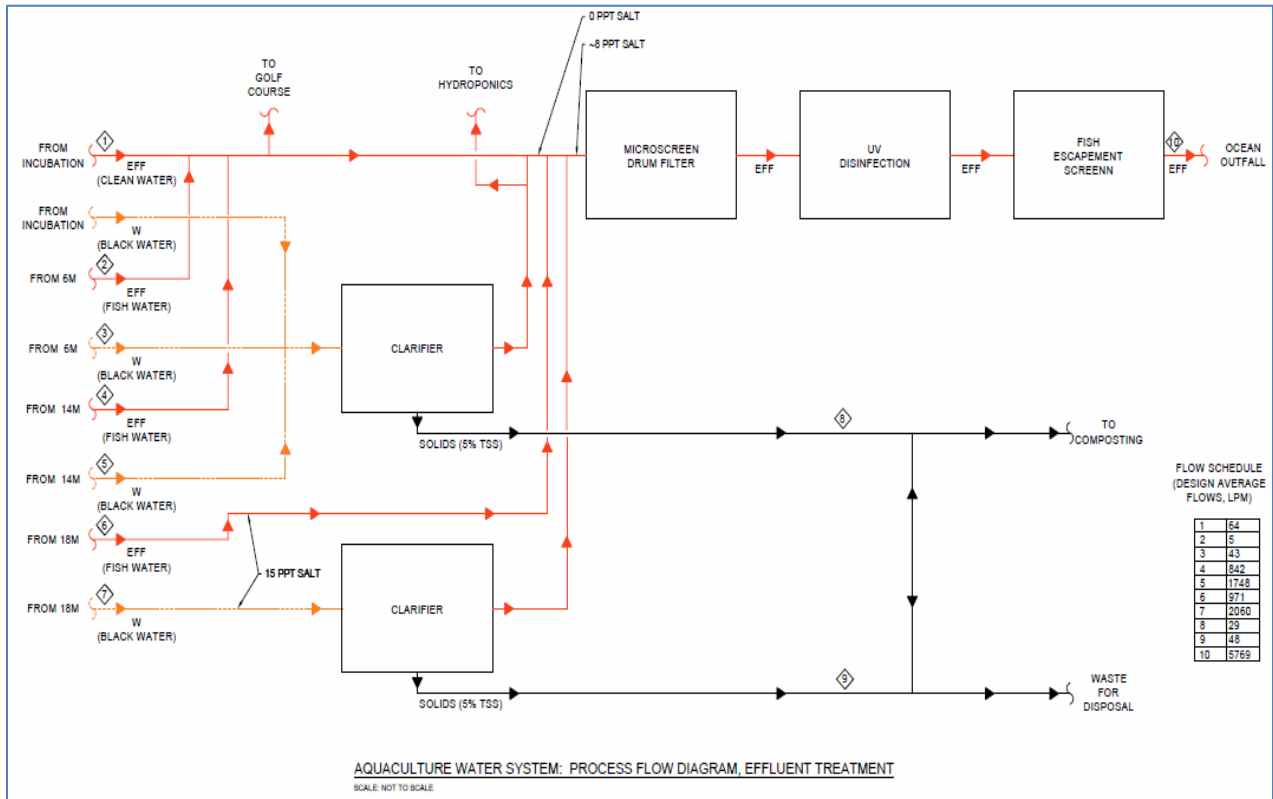 0 PPT SALT
~8 PPT SALT
TO
GOLF
COURSE
TO
HYDROPONICS
FROM
INCUBATION
1
EFF
(CLEAN WATER)
MICROSCREEN
DRUM FILTER
EFF
UV
DISINFECTION
EFF
FISH
ESCAPEMENT
SCREENN
10
EFF
OCEAN
OUTFALL
FROM
INCUBATION
W
(BLACK WATER)
FROM 6M
2
EFF
(FISH WATER)
FROM 6M
3
W
(BLACK WATER)
CLARIFIER
FROM 14M
4
EFF
(FISH WATER)
SOLIDS (5% TSS)
8
TO
COMPOSTING
FROM 14M
5
W
(BLACK WATER)
FROM 18M
6
EFF
(FISH WATER)
15 PPT SALT
FROM 18M
7
W
(BLACK WATER)
CLARIFIER
SOLIDS (5% TSS)
9
WASTE
FOR
DISPOSAL
FLOW SCHEDULE
(DESIGN AVERAGE
FLOWS, LPM)
1 64
2 5
3 43
4 842
5 1748
6 971
7 2060
8 29
9 48
10 5769
AQUACULTURE WATER SYSTEM: PROCESS FLOW DIAGRAM, EFFLUENT TREATMENT
SCALE: NOT TO SCALE